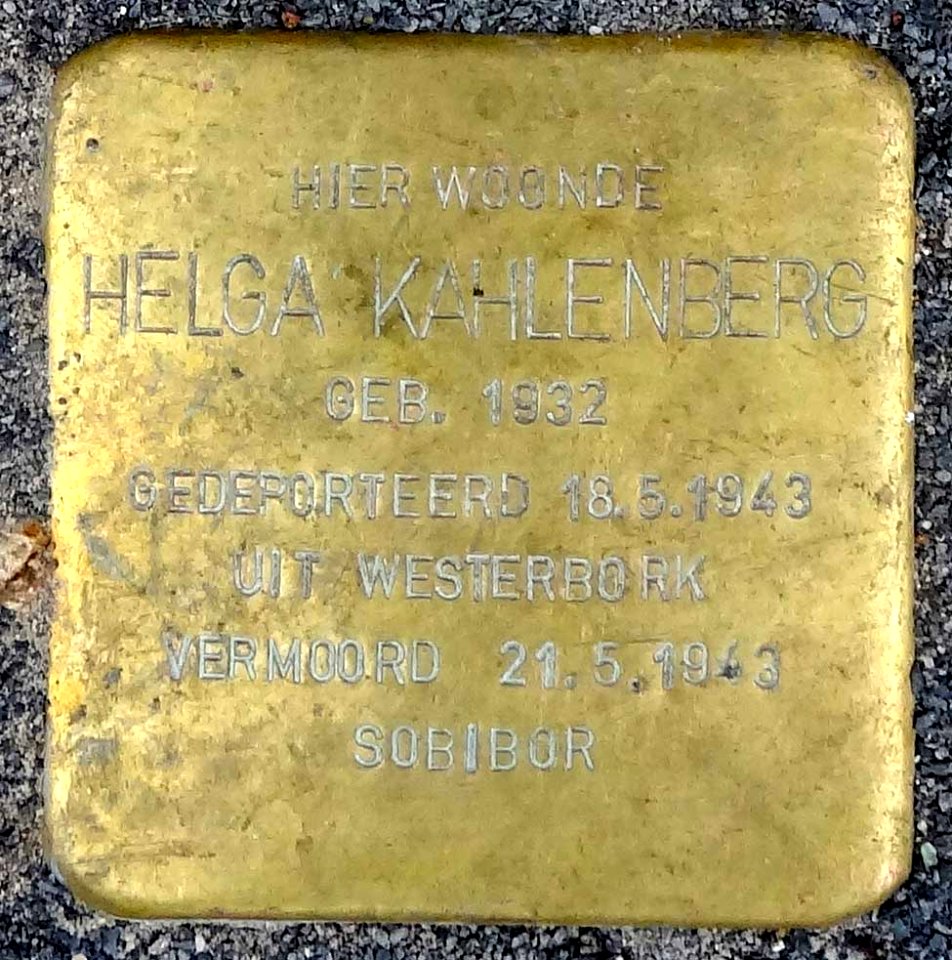 HIER WOONDE
HELGA KAHLENBERG
GEB. 1932
GEDEPORTEERD 18.5.1943
UIT WESTERBORK
VERMOORD 21.5.1943
SOBIBOR